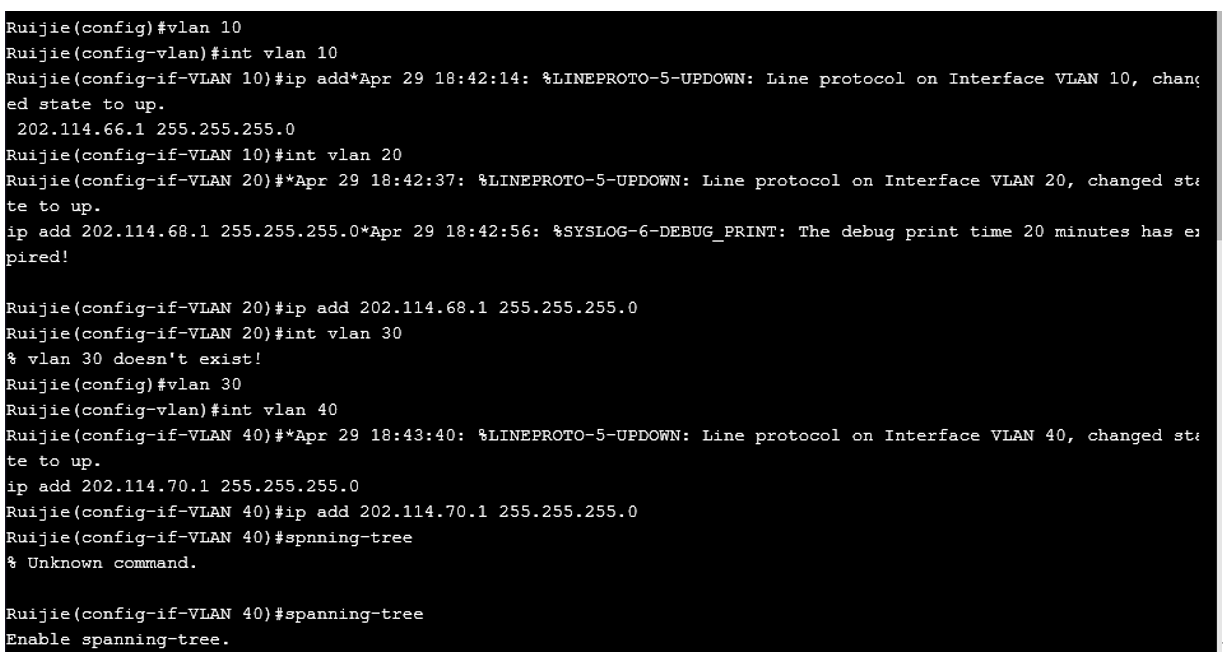 Ruijie(config)#vlan 10
Ruijie(config-vlan)#int vlan 10
Ruijie(config-if-VLAN 10)#ip add*Apr 29 18:42:14: %LINEPROTO-5-UPDOWN: Line protocol on Interface VLAN 10, chang
ed state to up.
 202.114.66.1 255.255.255.0
Ruijie(config-if-VLAN 10)#int vlan 20
Ruijie(config-if-VLAN 20)#*Apr 29 18:42:37: %LINEPROTO-5-UPDOWN: Line protocol on Interface VLAN 20, changed sta
te to up.
ip add 202.114.68.1 255.255.255.0*Apr 29 18:42:56: %SYSLOG-6-DEBUG_PRINT: The debug print time 20 minutes has ex
pired!

Ruijie(config-if-VLAN 20)#ip add 202.114.68.1 255.255.255.0
Ruijie(config-if-VLAN 20)#int vlan 30
% vlan 30 doesn't exist!
Ruijie(config)#vlan 30
Ruijie(config-vlan)#int vlan 40
Ruijie(config-if-VLAN 40)#*Apr 29 18:43:40: %LINEPROTO-5-UPDOWN: Line protocol on Interface VLAN 40, changed sta
te to up.
ip add 202.114.70.1 255.255.255.0
Ruijie(config-if-VLAN 40)#ip add 202.114.70.1 255.255.255.0
Ruijie(config-if-VLAN 40)#spnning-tree
% Unknown command.

Ruijie(config-if-VLAN 40)#spanning-tree
Enable spanning-tree.